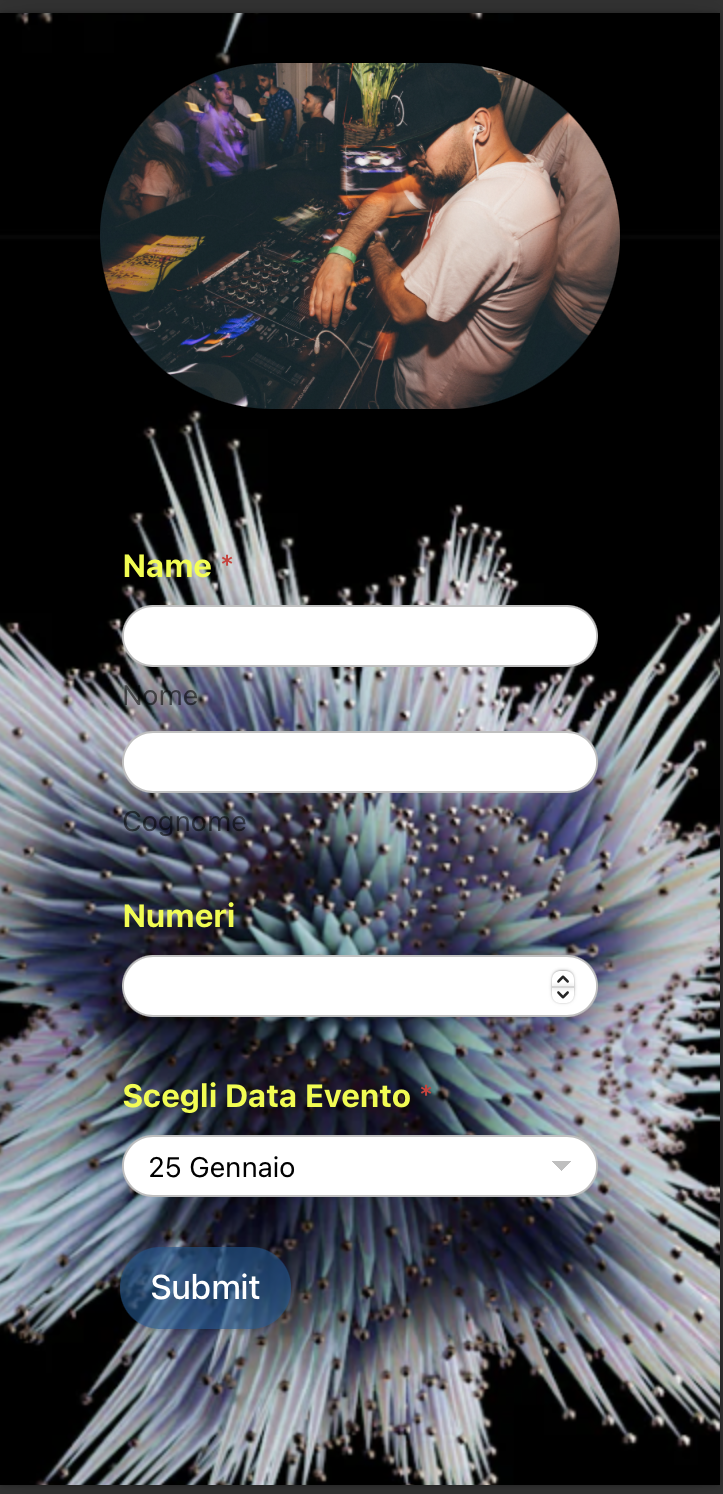 Name *
Nome
Cognome
Numeri
Scegli Data Evento *
25 Gennaio
Submit